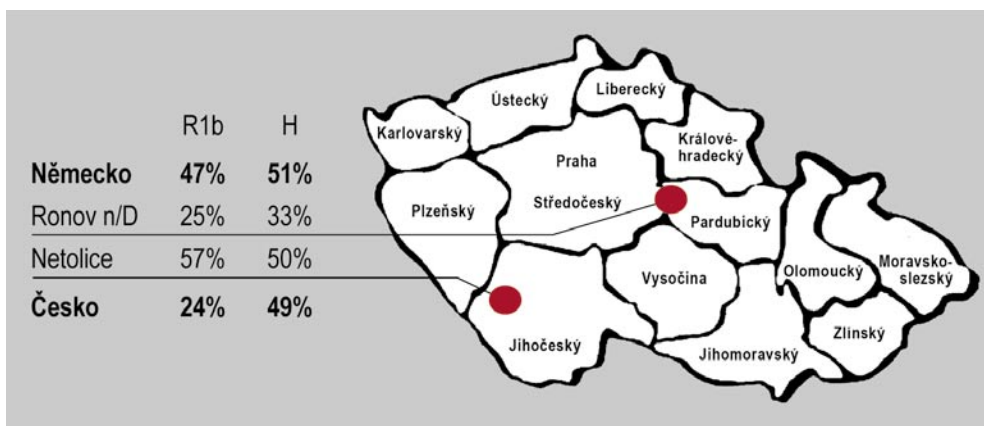 R1b H
Německo 47% 51%
Ronov n/D 25% 33%
Netolice 57% 50%
Česko 24% 49%
Karlovarský
Ústecký
Liberecký
Králové-
hradecký
Praha
Středočeský
Plzeňský
Pardubický
Vysočina
Olomoucký
Moravsko-
slezský
Zlínský
Jihočeský
Jihomoravský